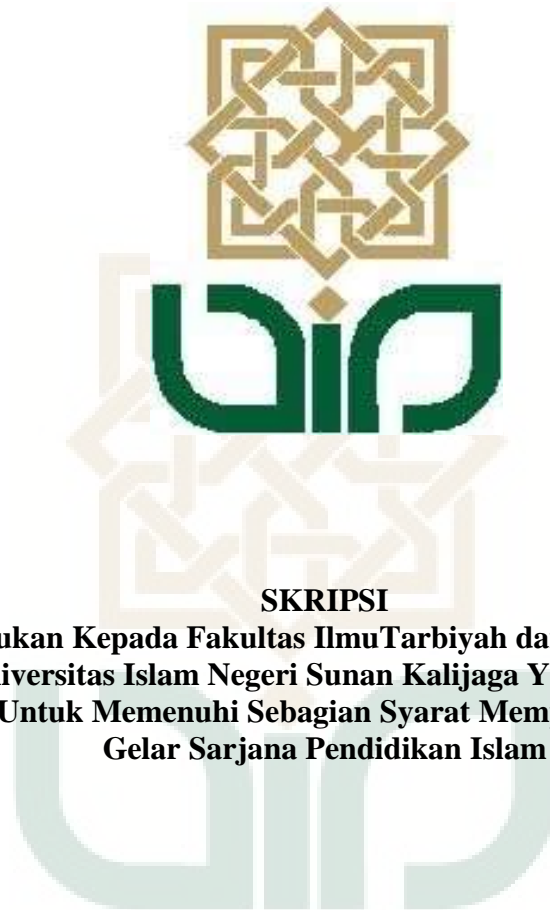 uin
SKRIPSI
ukan Kepada Fakultas IlmuTarbiyah da
iversitas Islam Negeri Sunan Kalijaga Y
Untuk Memenuhi Sebagian Syarat Mem
Gelar Sarjana Pendidikan Islam